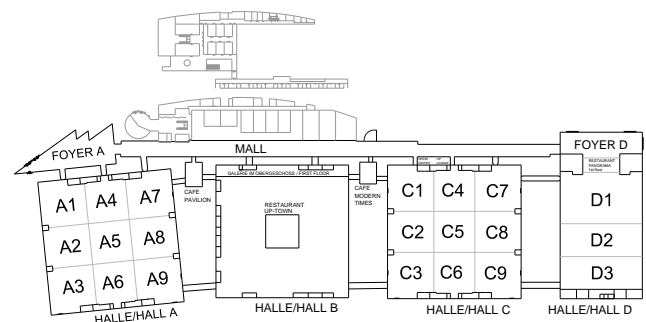 FOYER A
MALL
FOYER D
RESTAURANT
PANORAMA
1st floor
CAFE
PAVILION
GALERIE IM OBERGESCHOSS / FIRST FLOOR
RESTAURANT
UP-TOWN
CAFE
MODERN
TIMES
A1 A4 A7
A2 A5 A8
A3 A6 A9
C1 C4 C7
C2 C5 C8
C3 C6 C9
D1
D2
D3
HALLE/HALL A
HALLE/HALL B
HALLE/HALL C
HALLE/HALL D